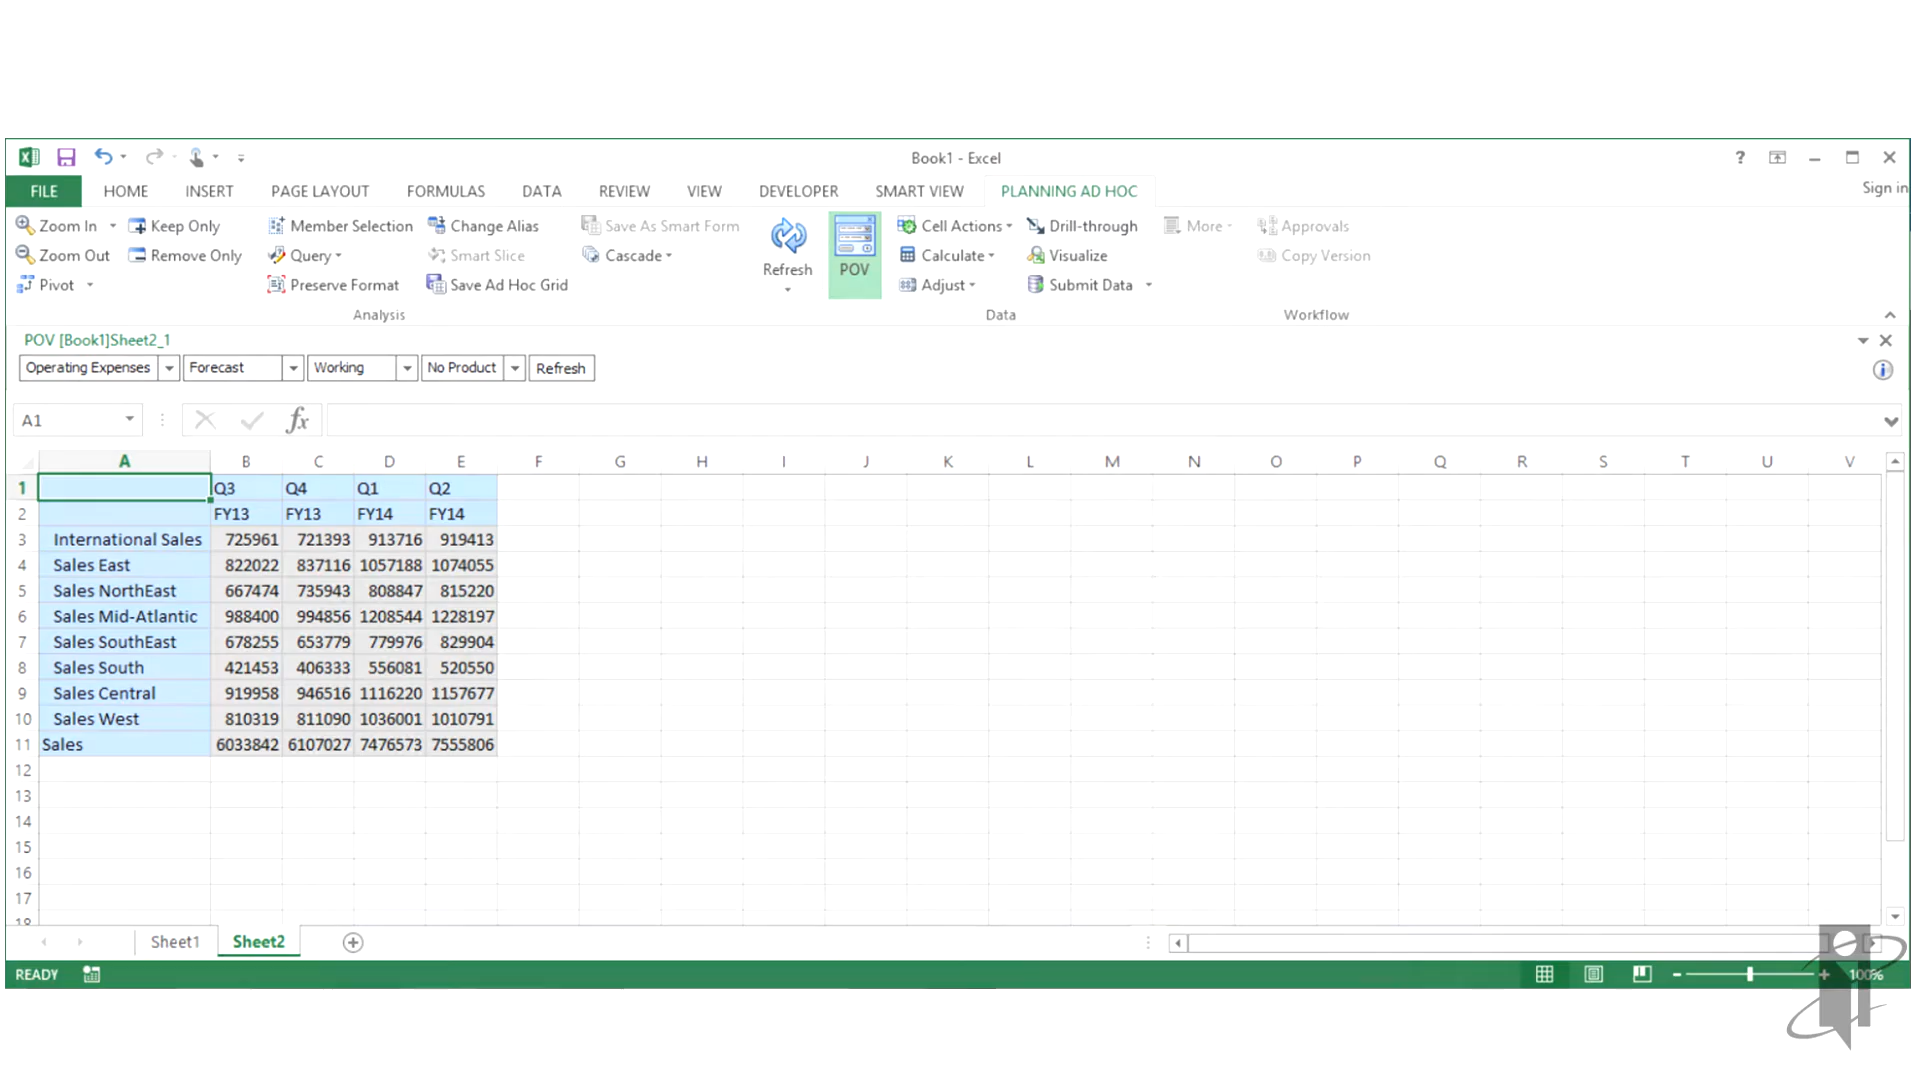 Book1 - Excel
?
FILE HOME INSERT PAGE LAYOUT FORMULAS DATA REVIEW VIEW DEVELOPER SMART VIEW PLANNING AD HOC Sign in
Zoom In Keep Only Member Selection Change Alias Save As Smart Form Cell Actions Drill-through More Approvals
Zoom Out Remove Only Query Smart Slice Cascade Refresh POV Calculate Visualize Copy Version
Pivot Preserve Format Save Ad Hoc Grid Adjust Submit Data
Analysis Data Workflow
POV [Book1]Sheet2_1
Operating Expenses Forecast Working No Product Refresh
A1 fx
A B C D E F G H I J K L M N O P Q R S T U V
1 Q3 Q4 Q1 Q2
2 FY13 FY13 FY14 FY14
3 International Sales 725961 721393 913716 919413
4 Sales East 822022 837116 1057188 1074055
5 Sales NorthEast 667474 735943 808847 815220
6 Sales Mid-Atlantic 988400 994856 1208544 1228197
7 Sales SouthEast 678255 653779 779976 829904
8 Sales South 421453 406333 556081 520550
9 Sales Central 919958 946516 1116220 1157677
10 Sales West 810319 811090 1036001 1010791
11 Sales 6033842 6107027 7476573 7555806
12
13
14
15
16
17
18
Sheet1 Sheet2
READY 100%